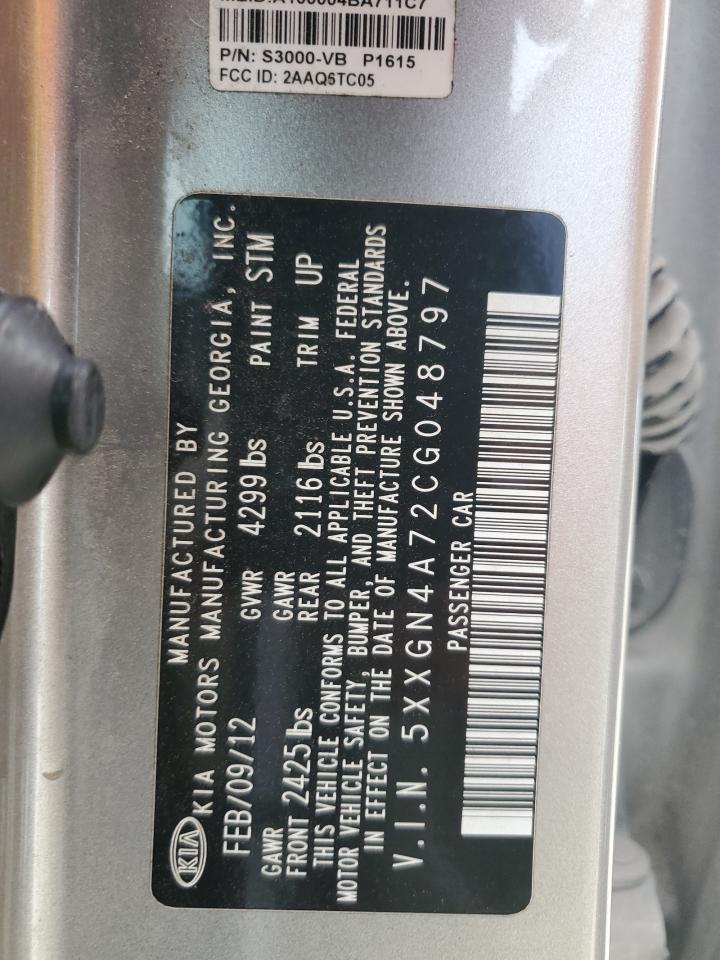 P/N: S3000-VB P1615
FCC ID: 2AAQ6TC05
MANUFACTURED BY
KIA KIA MOTORS MANUFACTURING GEORGIA, INC.
FEB/09/12 GVWR 4299 lbs PAINT STM
GAWR GAWR
FRONT 2425 lbs REAR 2116 lbs TRIM UP
THIS VEHICLE CONFORMS TO ALL APPLICABLE U.S.A. FEDERAL
MOTOR VEHICLE SAFETY, BUMPER, AND THEFT PREVENTION STANDARDS
IN EFFECT ON THE DATE OF MANUFACTURE SHOWN ABOVE.
V.I.N. 5XXGN4A72CG048797
PASSENGER CAR